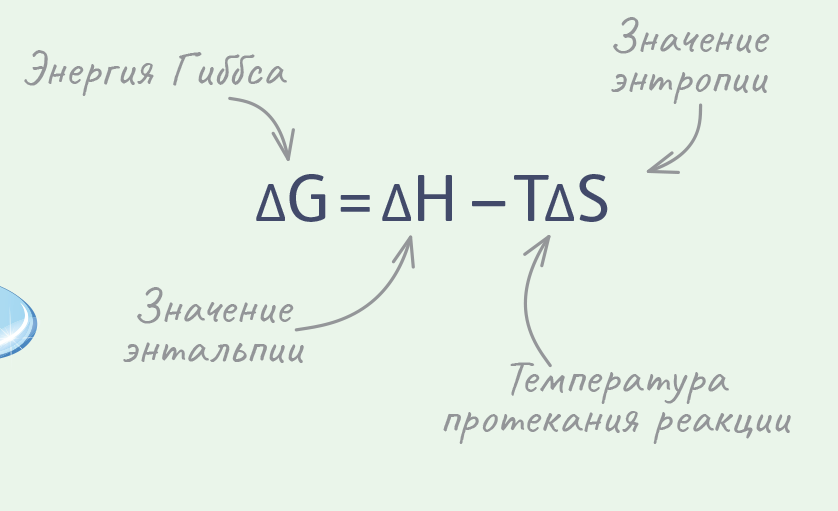 Энергия Гиббса
Значение
энтропии
ΔG = ΔH – TΔS
Значение
энтальпии
Температура
протекания реакции